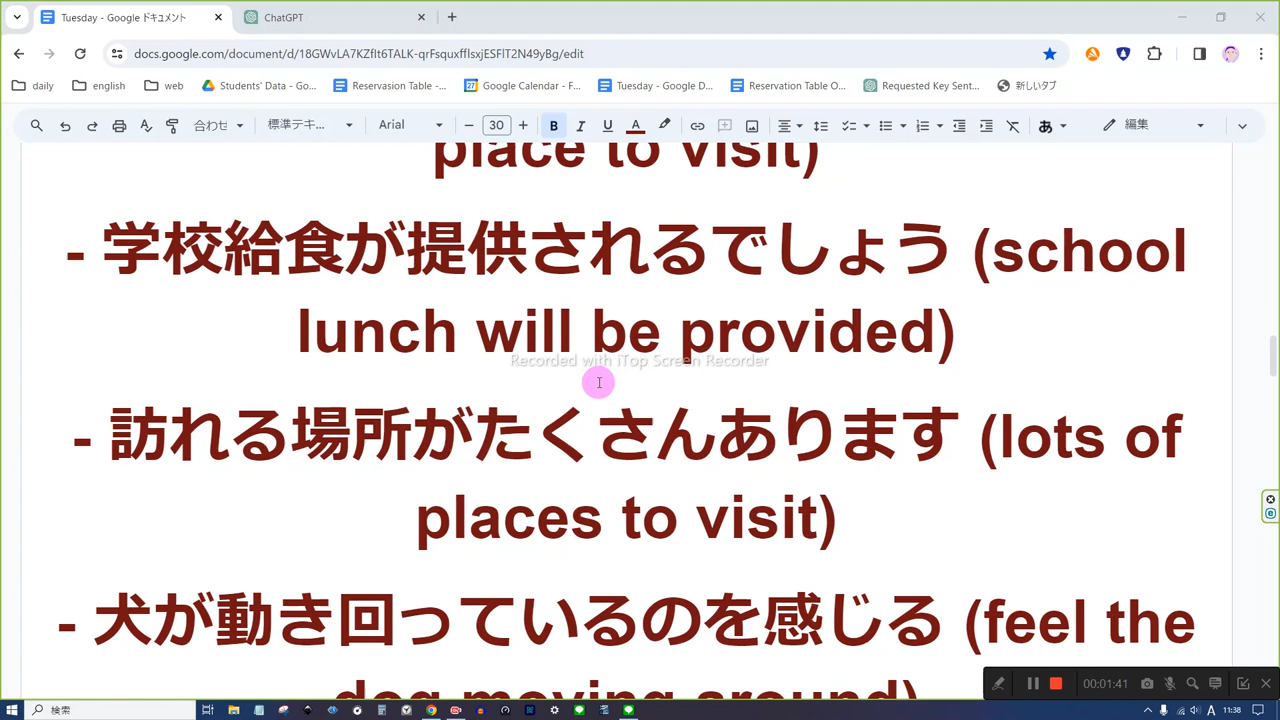 Tuesday - Google ドキュメント
ChatGPT
docs.google.com/document/d/18GWvLA7KZfIt6TALK-qrFsquxfflsxjESFlT2N49yBg/edit
daily english web Students' Data - Go... Reservasion Table -... Google Calendar - F... Tuesday - Google D... Reservation Table O... Requested Key Sent... 新しいタブ
合わせ 標準テキ... Arial 30 B I U A あ 編集
place to visit)
- 学校給食が提供されるでしょう (school
lunch will be provided)
Recorded with iTop Screen Recorder
- 訪れる場所がたくさんあります (lots of
places to visit)
- 犬が動き回っているのを感じる (feel the
dog moving around)
00:01:41
検索
A 11:38